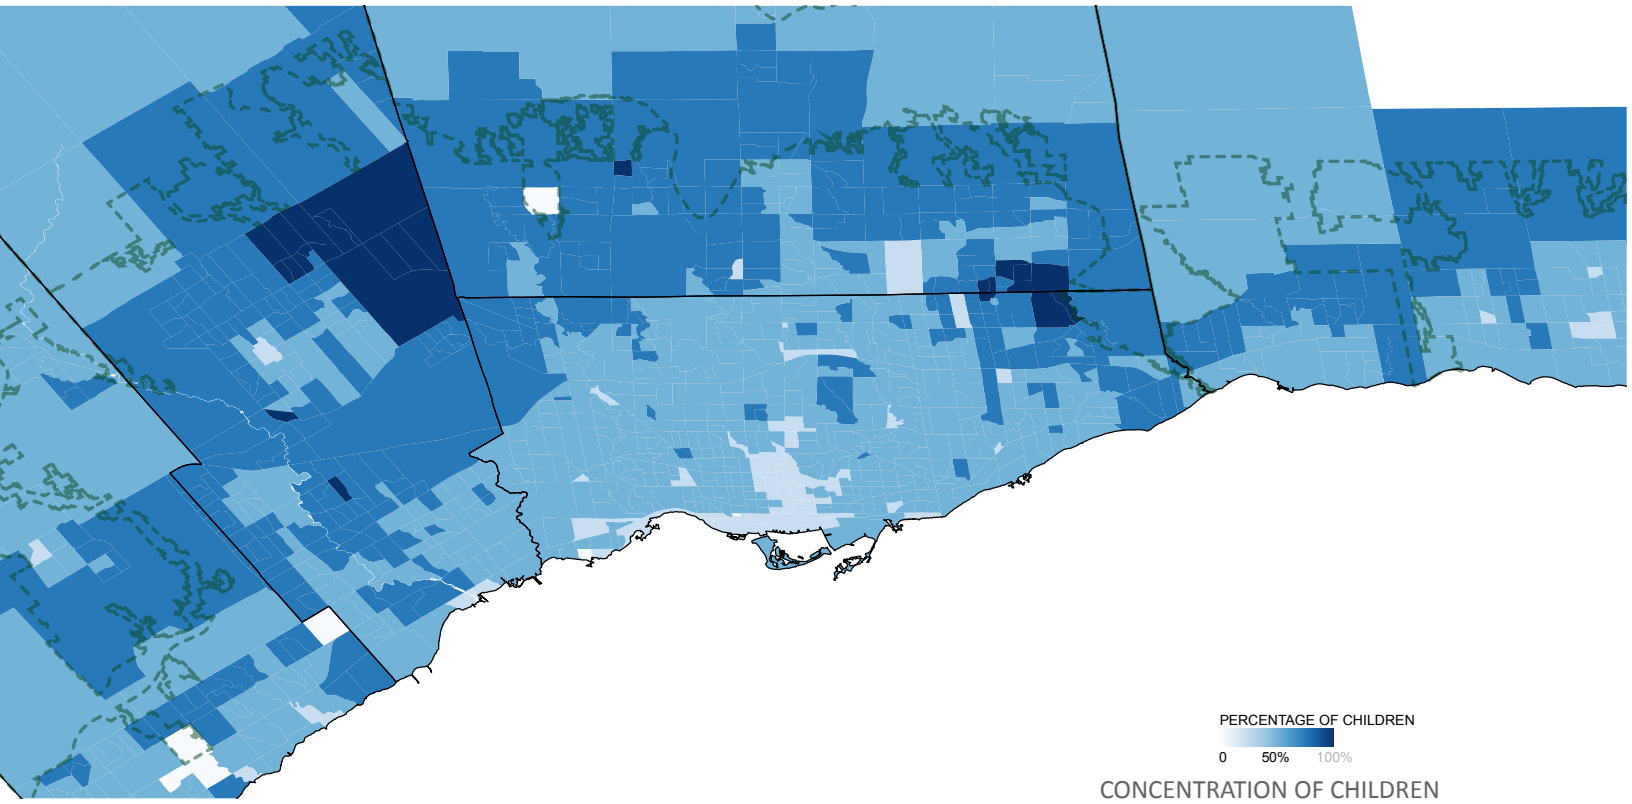 PERCENTAGE OF CHILDREN
0 50% 100%
CONCENTRATION OF CHILDREN